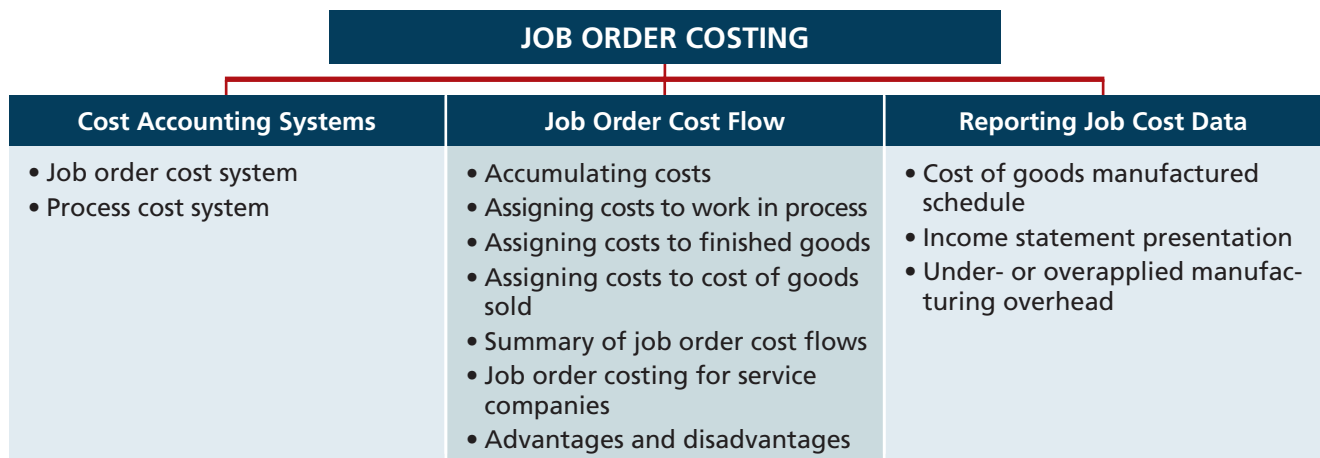 JOB ORDER COSTING
Cost Accounting Systems
• Job order cost system
• Process cost system
Job Order Cost Flow
• Accumulating costs
• Assigning costs to work in process
• Assigning costs to finished goods
• Assigning costs to cost of goods
sold
• Summary of job order cost flows
• Job order costing for service
companies
• Advantages and disadvantages
Reporting Job Cost Data
• Cost of goods manufactured
schedule
• Income statement presentation
• Under- or overapplied manufac-
turing overhead